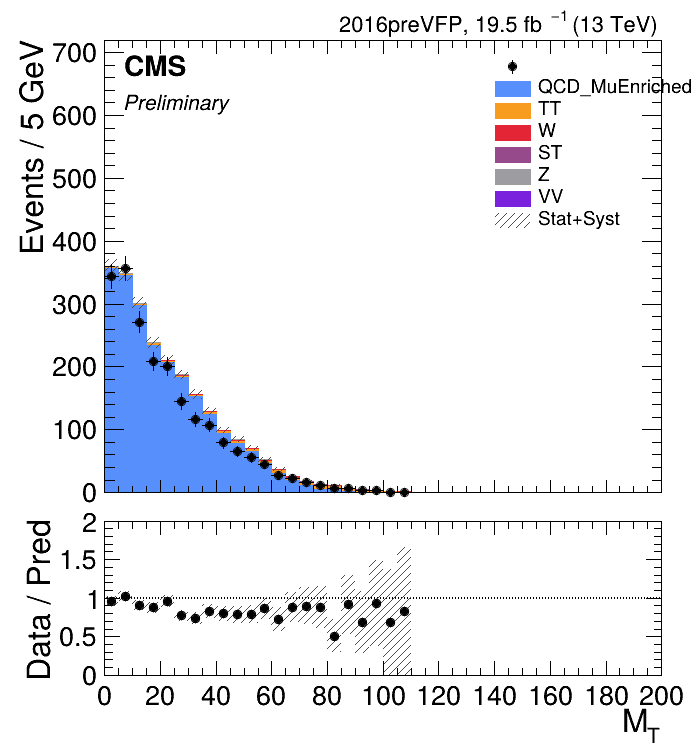 2016preVFP, 19.5 fb⁻¹ (13 TeV)
CMS
Preliminary
QCD_MuEnriched
TT
W
ST
Z
VV
Stat+Syst
Events / 5 GeV
700
600
500
400
300
200
100
0
Data / Pred
2
1.5
1
0.5
0
0 20 40 60 80 100 120 140 160 180 200
M_T